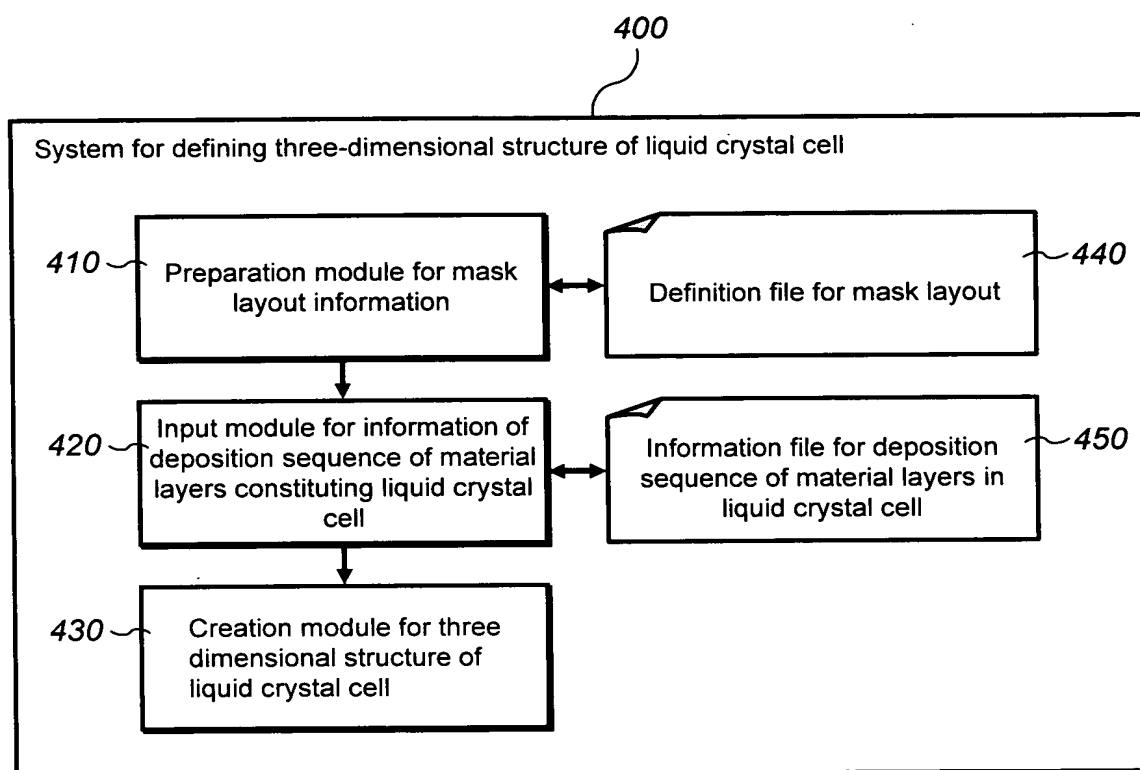 400
System for defining three-dimensional structure of liquid crystal cell
410
Preparation module for mask
layout information
440
Definition file for mask layout
420
Input module for information of
deposition sequence of material
layers constituting liquid crystal
cell
450
Information file for deposition
sequence of material layers in
liquid crystal cell
430
Creation module for three
dimensional structure of
liquid crystal cell